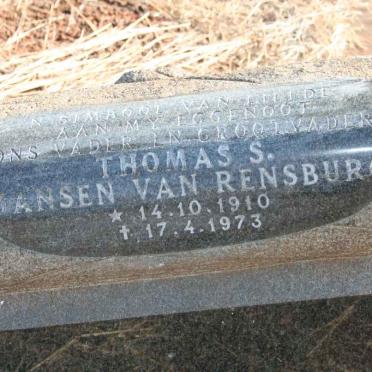 'N SIMBOOL VAN LIEFDE
AAN MY EGGENOOT
ONS VADER EN GROOTVADER
THOMAS S.
JANSEN VAN RENSBURG
★ 14.10.1910
✝ 17.4.1973